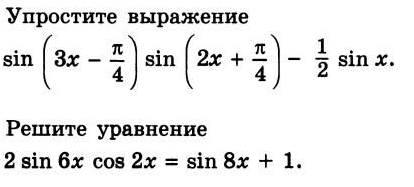 Упростите выражение
sin (3x − π/4) sin (2x + π/4) − 1/2 sin x.
Решите уравнение
2 sin 6x cos 2x = sin 8x + 1.